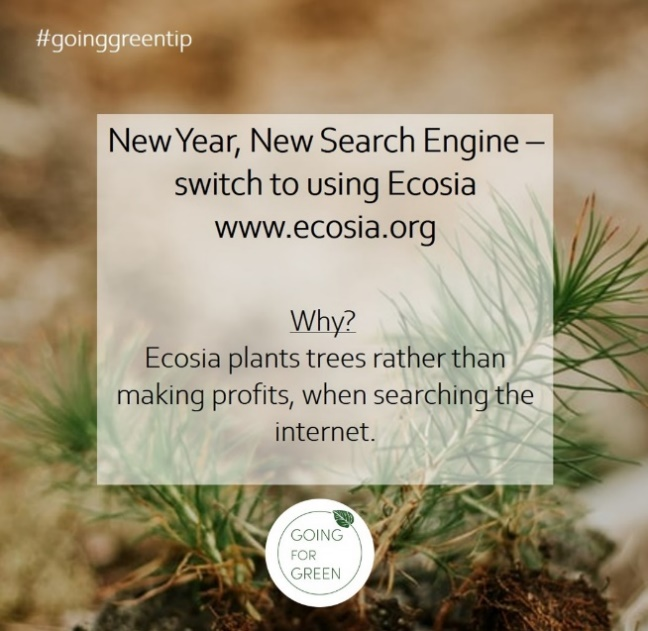 #goinggreentip
New Year, New Search Engine –
switch to using Ecosia
www.ecosia.org
Why?
Ecosia plants trees rather than
making profits, when searching the
internet.
GOING
FOR
GREEN